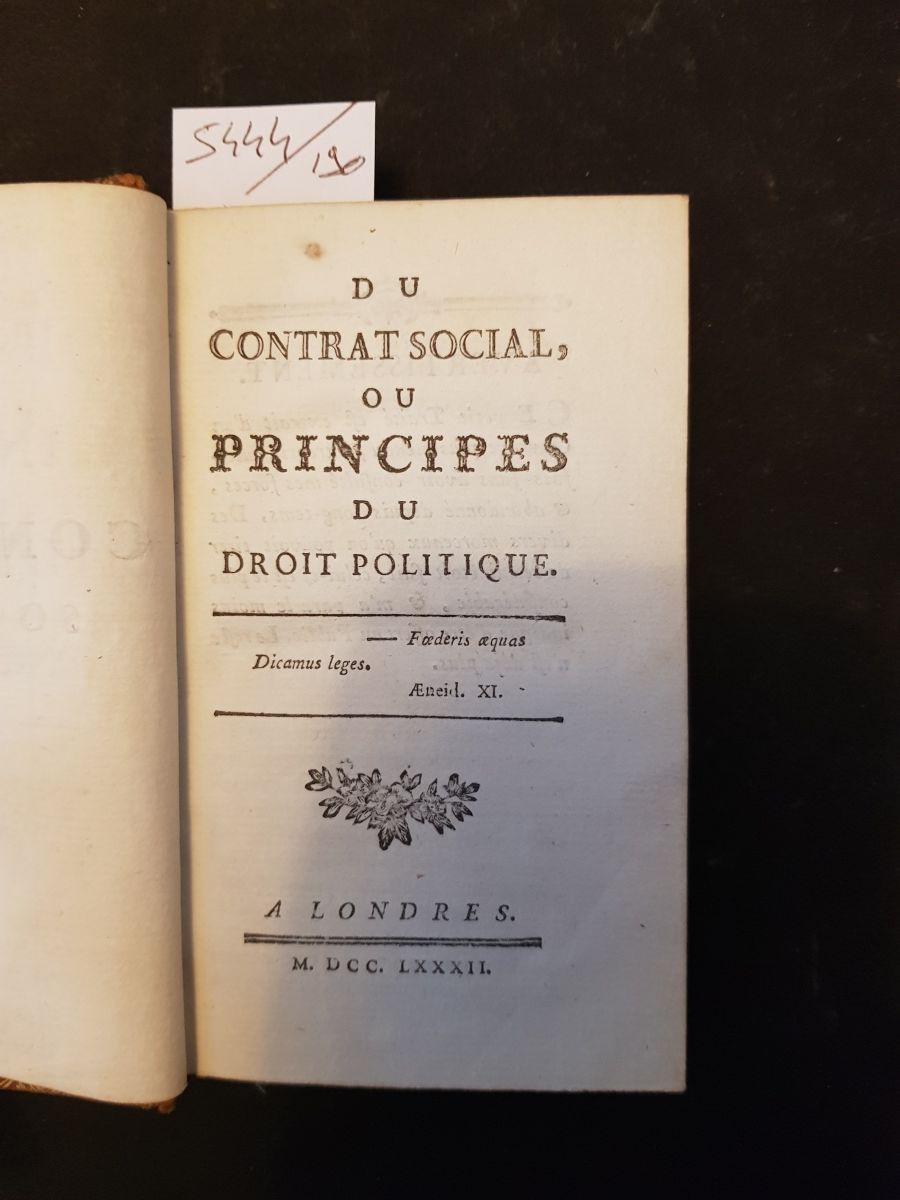 5444/190
DU
CONTRAT SOCIAL,
OU
PRINCIPES
DU
DROIT POLITIQUE.
— Fœderis æquas
Dicamus leges.
Æneid. XI.
A LONDRES.
M. DCC. LXXXII.